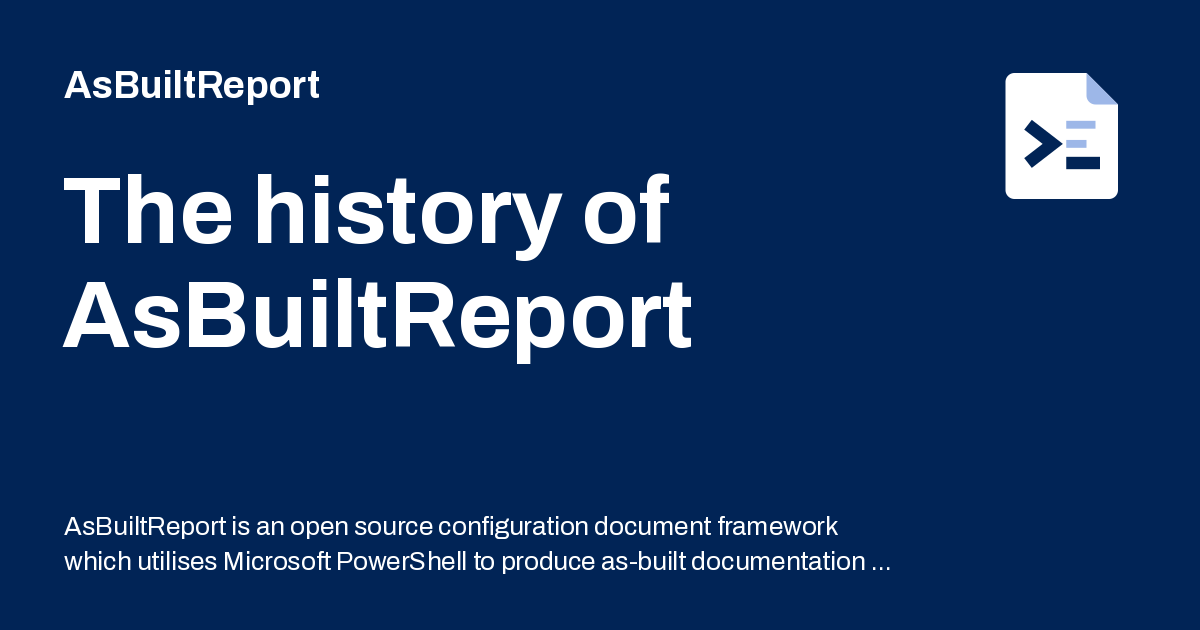 AsBuiltReport
The history of
AsBuiltReport
AsBuiltReport is an open source configuration document framework
which utilises Microsoft PowerShell to produce as-built documentation ...